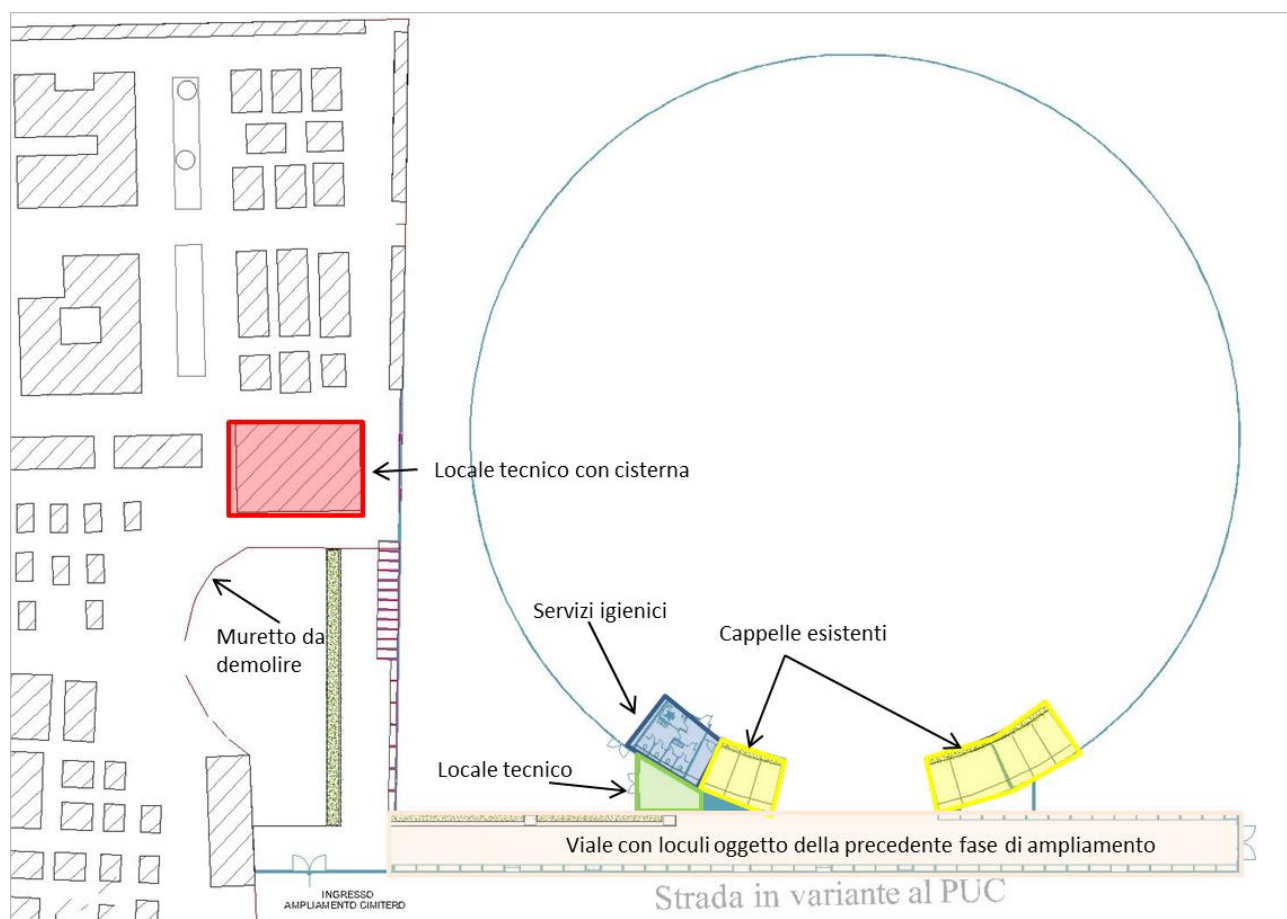 Locale tecnico con cisterna
Servizi igienici
Cappelle esistenti
Muretto da
demolire
Locale tecnico
Viale con loculi oggetto della precedente fase di ampliamento
INGRESSO
AMPLIAMENTO CIMITERO
Strada in variante al PUC